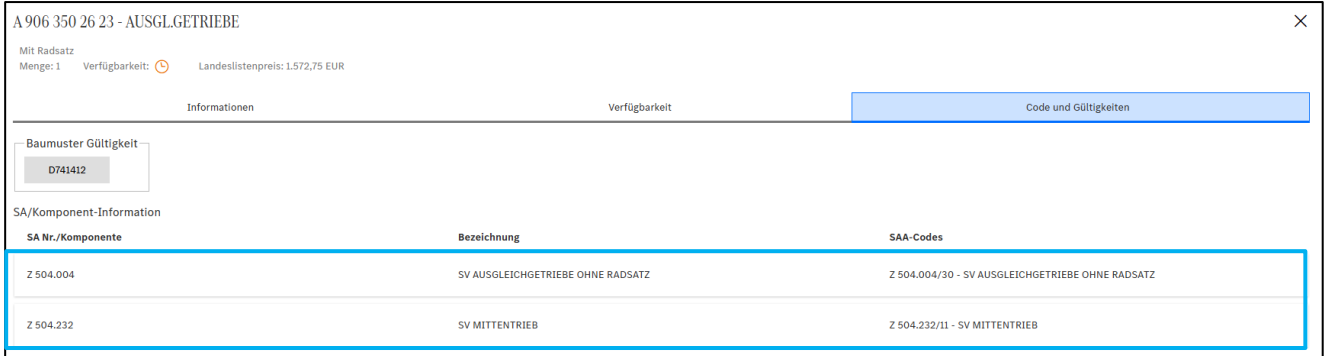 A 906 350 26 23 - AUSGL.GETRIEBE
Mit Radsatz
Menge: 1 Verfügbarkeit: Landeslistenpreis: 1.572,75 EUR
Informationen Verfügbarkeit Code und Gültigkeiten
Baumuster Gültigkeit
D741412
SA/Komponent-Information
SA Nr./Komponente Bezeichnung SAA-Codes
Z 504.004 SV AUSGLEICHGETRIEBE OHNE RADSATZ Z 504.004/30 - SV AUSGLEICHGETRIEBE OHNE RADSATZ
Z 504.232 SV MITTENTRIEB Z 504.232/11 - SV MITTENTRIEB